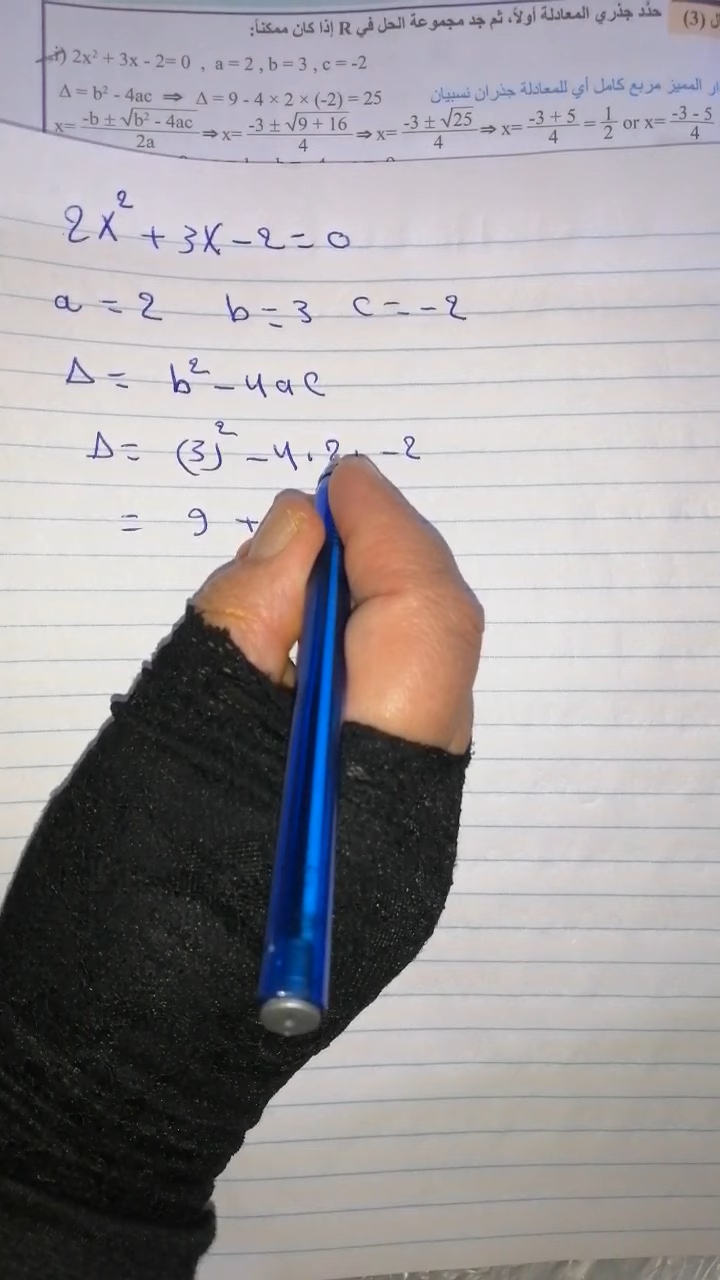 ل (3) حدّد جذري المعادلة أولاً، ثم جد مجموعة الحل في R إذا كان ممكناً:
i) 2x² + 3x - 2= 0 , a = 2 , b = 3 , c = -2
Δ = b² - 4ac ⇒ Δ = 9 - 4 × 2 × (-2) = 25 ار المميز مربع كامل أي للمعادلة جذران نسبيان
x= (-b ± √(b² - 4ac))/2a ⇒ x= (-3 ± √(9 + 16))/4 ⇒ x= (-3 ± √25)/4 ⇒ x= (-3 + 5)/4 = 1/2 or x= (-3 - 5)/4
2x² + 3x - 2 = 0
a = 2 b = 3 c = -2
Δ = b² - 4ac
Δ = (3)² - 4 · 2 · -2
= 9 +